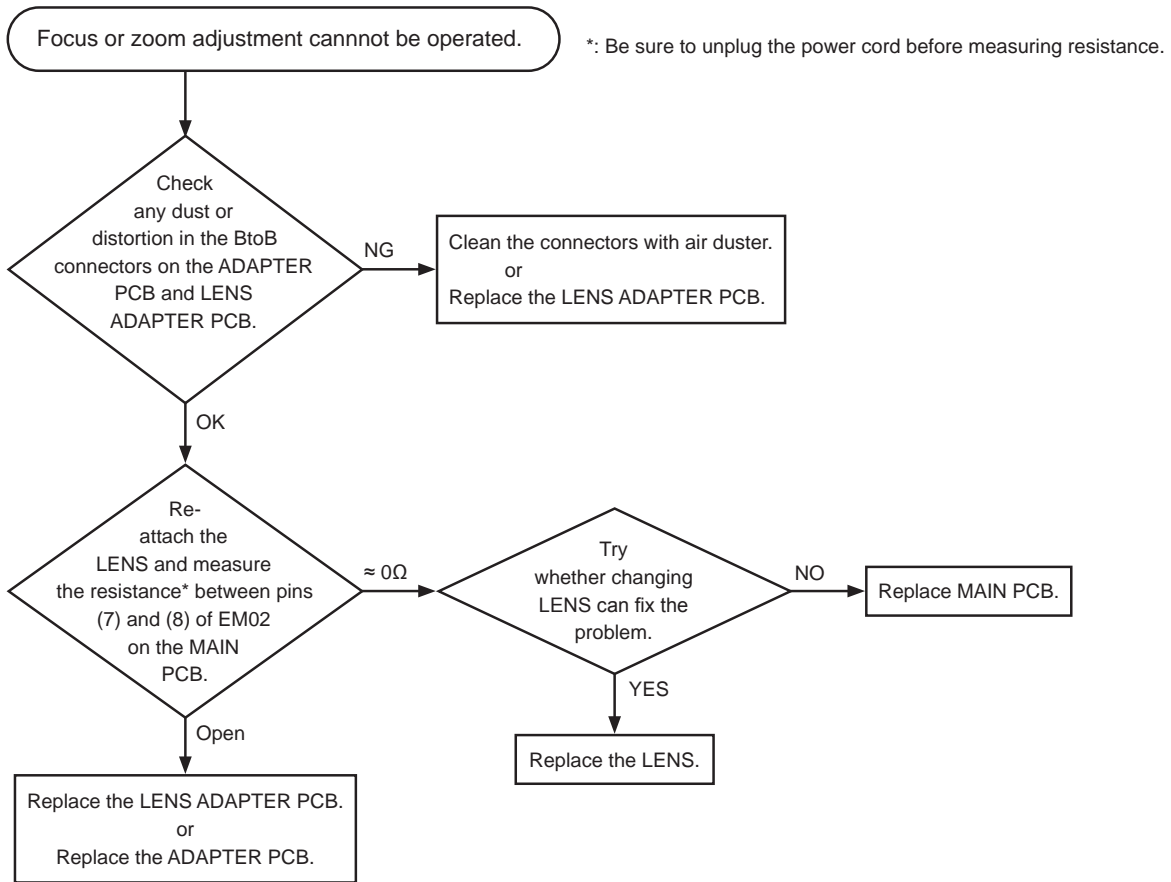 Focus or zoom adjustment cannnot be operated.
*: Be sure to unplug the power cord before measuring resistance.
Check
any dust or
distortion in the BtoB
connectors on the ADAPTER
PCB and LENS
ADAPTER PCB.
NG
Clean the connectors with air duster.
or
Replace the LENS ADAPTER PCB.
OK
Re-
attach the
LENS and measure
the resistance* between pins
(7) and (8) of EM02
on the MAIN
PCB.
≈ 0Ω
Try
whether changing
LENS can fix the
problem.
NO
Replace MAIN PCB.
YES
Replace the LENS.
Open
Replace the LENS ADAPTER PCB.
or
Replace the ADAPTER PCB.